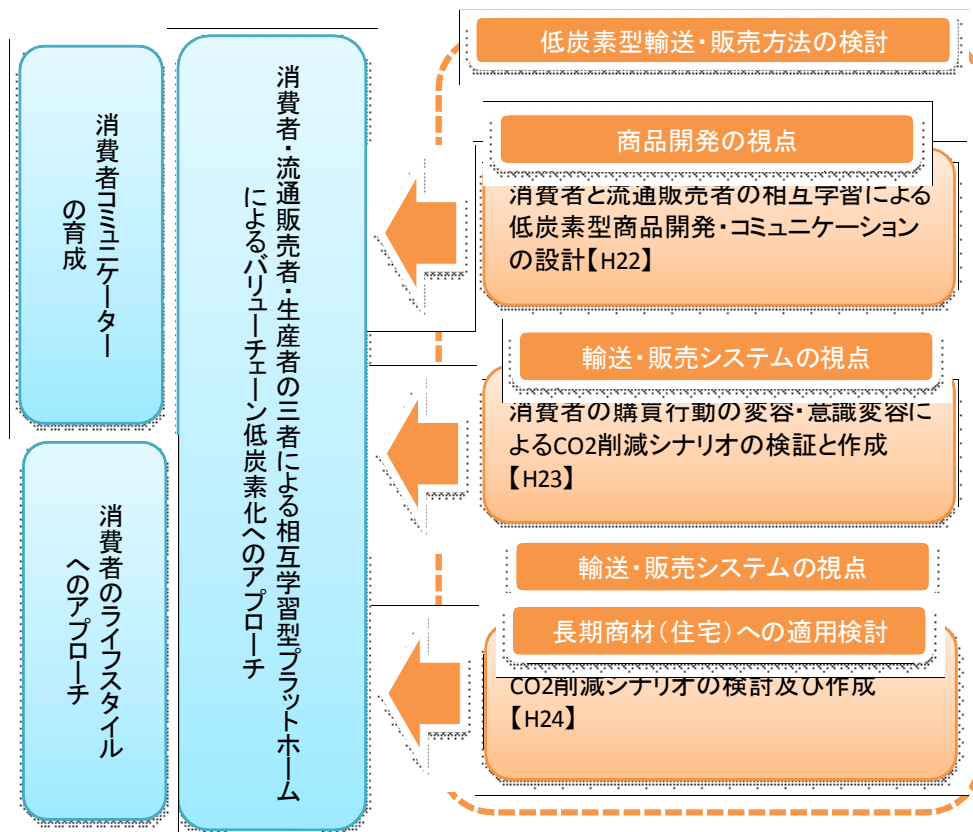 低炭素型輸送・販売方法の検討
商品開発の視点
消費者と流通販売者の相互学習による
低炭素型商品開発・コミュニケーション
の設計【H22】
輸送・販売システムの視点
消費者の購買行動の変容・意識変容に
よるCO2削減シナリオの検証と作成
【H23】
輸送・販売システムの視点
長期商材(住宅)への適用検討
CO2削減シナリオの検討及び作成
【H24】
消費者・流通販売者・生産者の三者による相互学習型プラットホーム
によるバリューチェーン低炭素化へのアプローチ
消費者コミュニケーター
の育成
消費者のライフスタイル
へのアプローチ